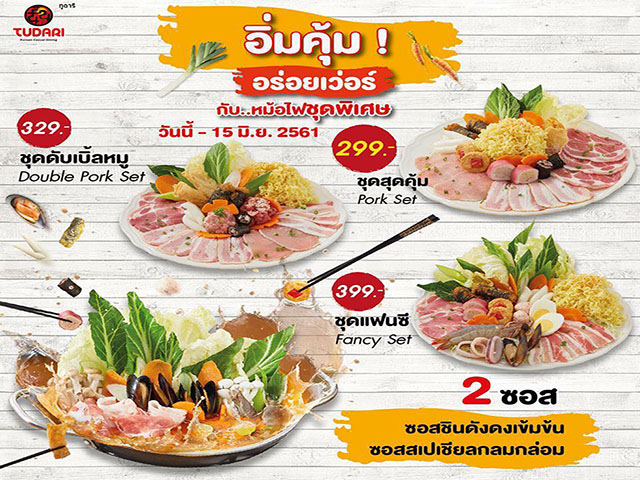 ทูดาริ
TUDARI
Korean Casual Dining
อิ่มคุ้ม !
อร่อยเว่อร์
กับ..หม้อไฟชุดพิเศษ
วันนี้ - 15 มิ.ย. 2561
329.-
ชุดดับเบิ้ลหมู
Double Pork Set
299.-
ชุดสุดคุ้ม
Pork Set
399.-
ชุดแฟนซี
Fancy Set
2 ซอส
ซอสชินดังดงเข้มข้น
ซอสสเปเชียลกลมกล่อม